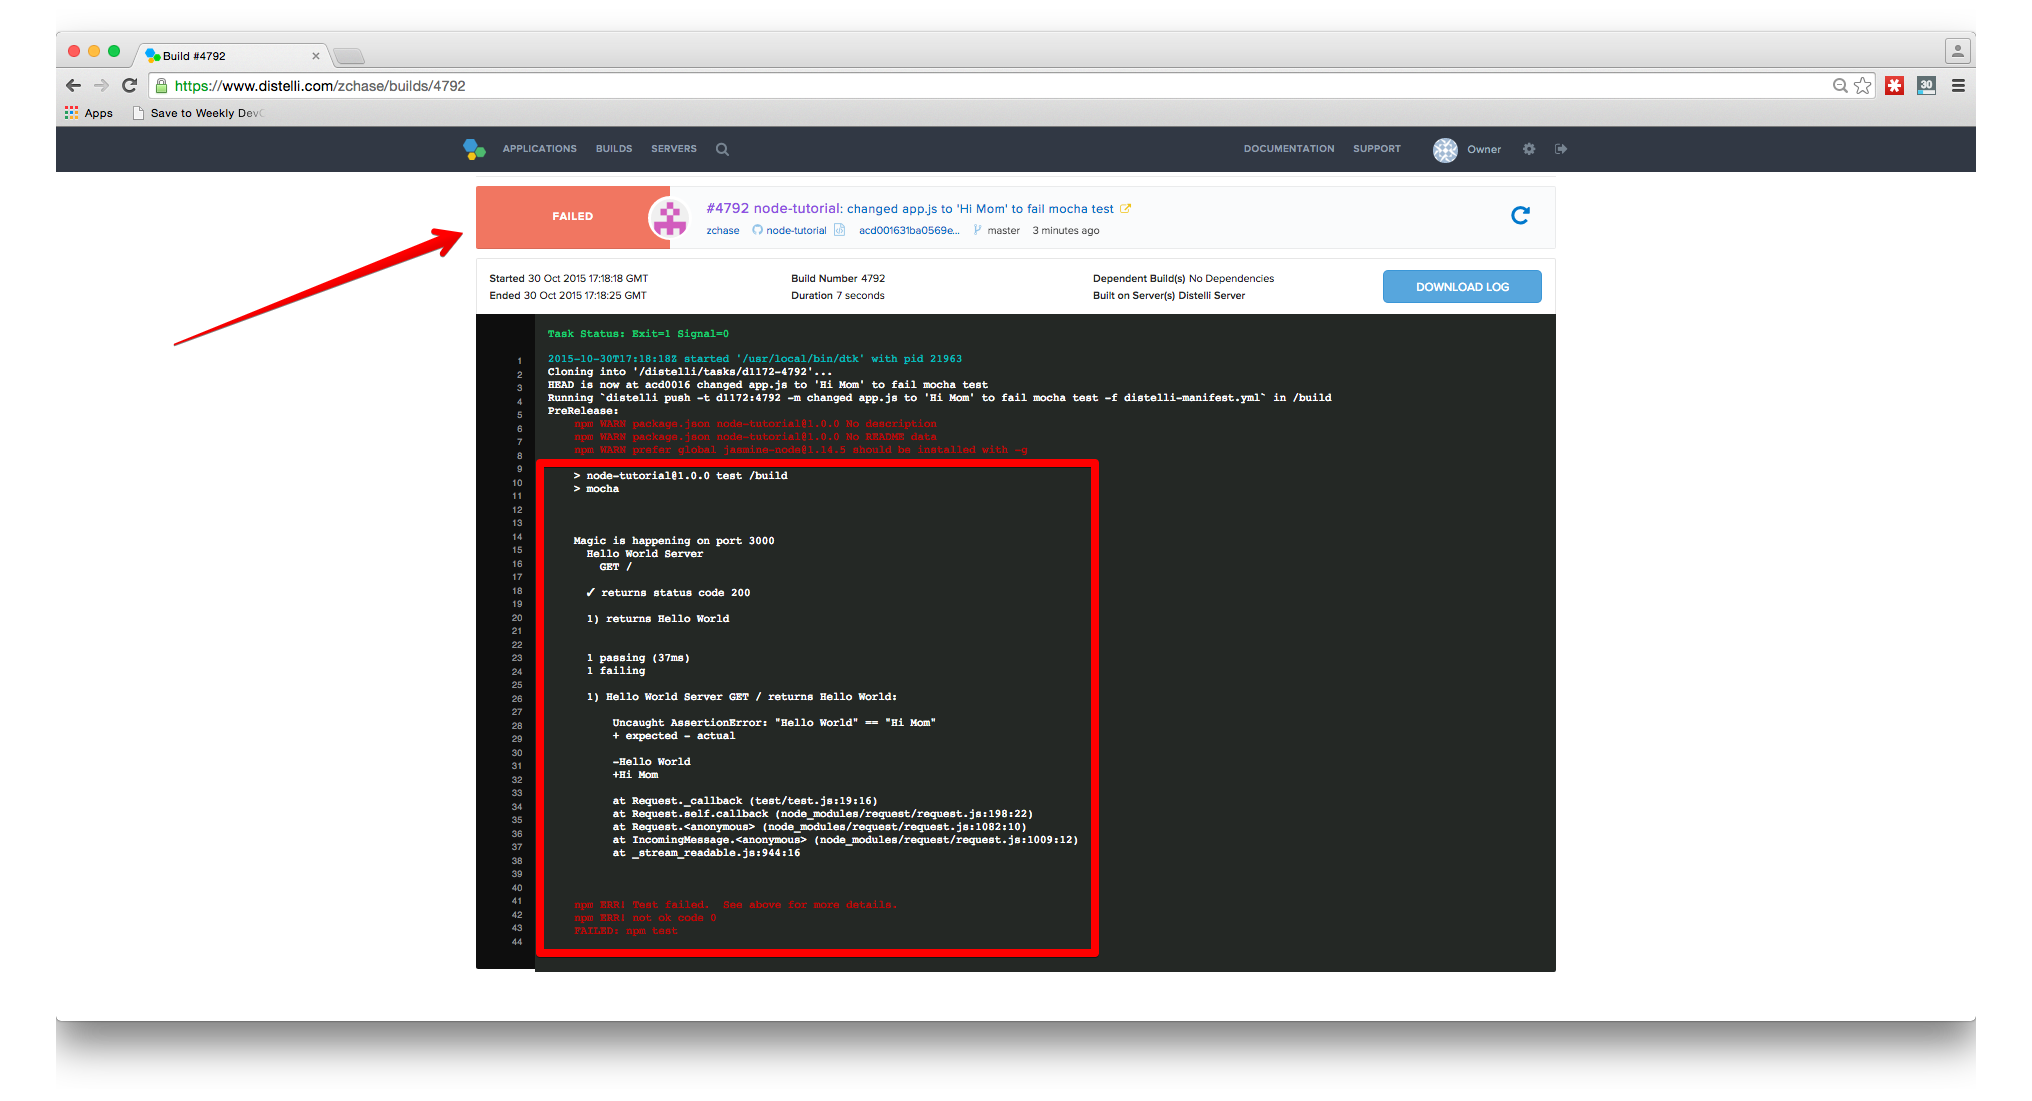 Build #4792
https://www.distelli.com/zchase/builds/4792
30
Apps Save to Weekly Dev
APPLICATIONS BUILDS SERVERS DOCUMENTATION SUPPORT Owner
FAILED
#4792 node-tutorial: changed app.js to 'Hi Mom' to fail mocha test
zchase node-tutorial acd001631ba0569e... master 3 minutes ago
Started 30 Oct 2015 17:18:18 GMT Build Number 4792 Dependent Build(s) No Dependencies
Ended 30 Oct 2015 17:18:25 GMT Duration 7 seconds Built on Server(s) Distelli Server
DOWNLOAD LOG
Task Status: Exit=1 Signal=0
1 2015-10-30T17:18:18Z started '/usr/local/bin/dtk' with pid 21963
2 Cloning into '/distelli/tasks/d1172-4792'...
3 HEAD is now at acd0016 changed app.js to 'Hi Mom' to fail mocha test
4 Running `distelli push -t d1172:4792 -m changed app.js to 'Hi Mom' to fail mocha test -f distelli-manifest.yml` in /build
5 PreRelease:
6 npm WARN package.json node-tutorial@1.0.0 No description
7 npm WARN package.json node-tutorial@1.0.0 No README data
8 npm WARN prefer global jasmine-node@1.14.5 should be installed with -g
9
10 > node-tutorial@1.0.0 test /build
11 > mocha
12
13
14
15 Magic is happening on port 3000
16 Hello World Server
17 GET /
18
19 ✓ returns status code 200
20
21 1) returns Hello World
22
23
24 1 passing (37ms)
25 1 failing
26
27 1) Hello World Server GET / returns Hello World:
28
29 Uncaught AssertionError: "Hello World" == "Hi Mom"
30 + expected - actual
31
32 -Hello World
33 +Hi Mom
34
35 at Request._callback (test/test.js:19:16)
36 at Request.self.callback (node_modules/request/request.js:198:22)
37 at Request.<anonymous> (node_modules/request/request.js:1082:10)
38 at IncomingMessage.<anonymous> (node_modules/request/request.js:1009:12)
39 at _stream_readable.js:944:16
40
41
42 npm ERR! Test failed. See above for more details.
43 npm ERR! not ok code 0
44 FAILED: npm test